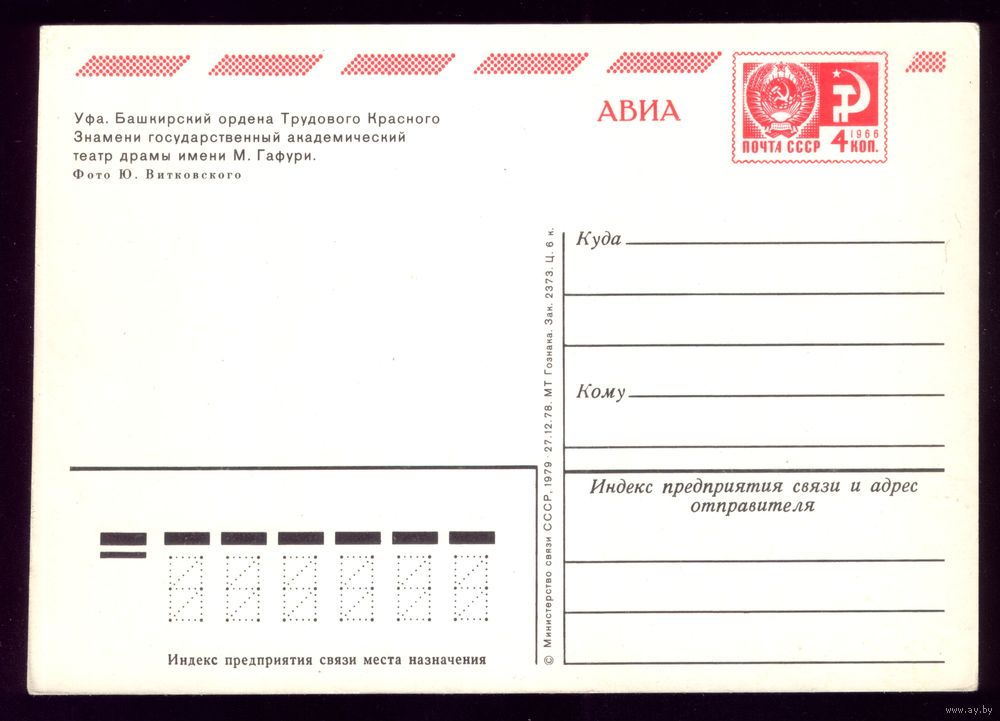 АВИА
1966
ПОЧТА СССР 4 КОП.
Уфа. Башкирский ордена Трудового Красного
Знамени государственный академический
театр драмы имени М. Гафури.
Фото Ю. Витковского
Куда
Кому
Индекс предприятия связи и адрес
отправителя
© Министерство связи СССР, 1979 · 27.12.78. МТ Гознака. Зак. 2373. Ц. 6 к.
Индекс предприятия связи места назначения
www.ay.by